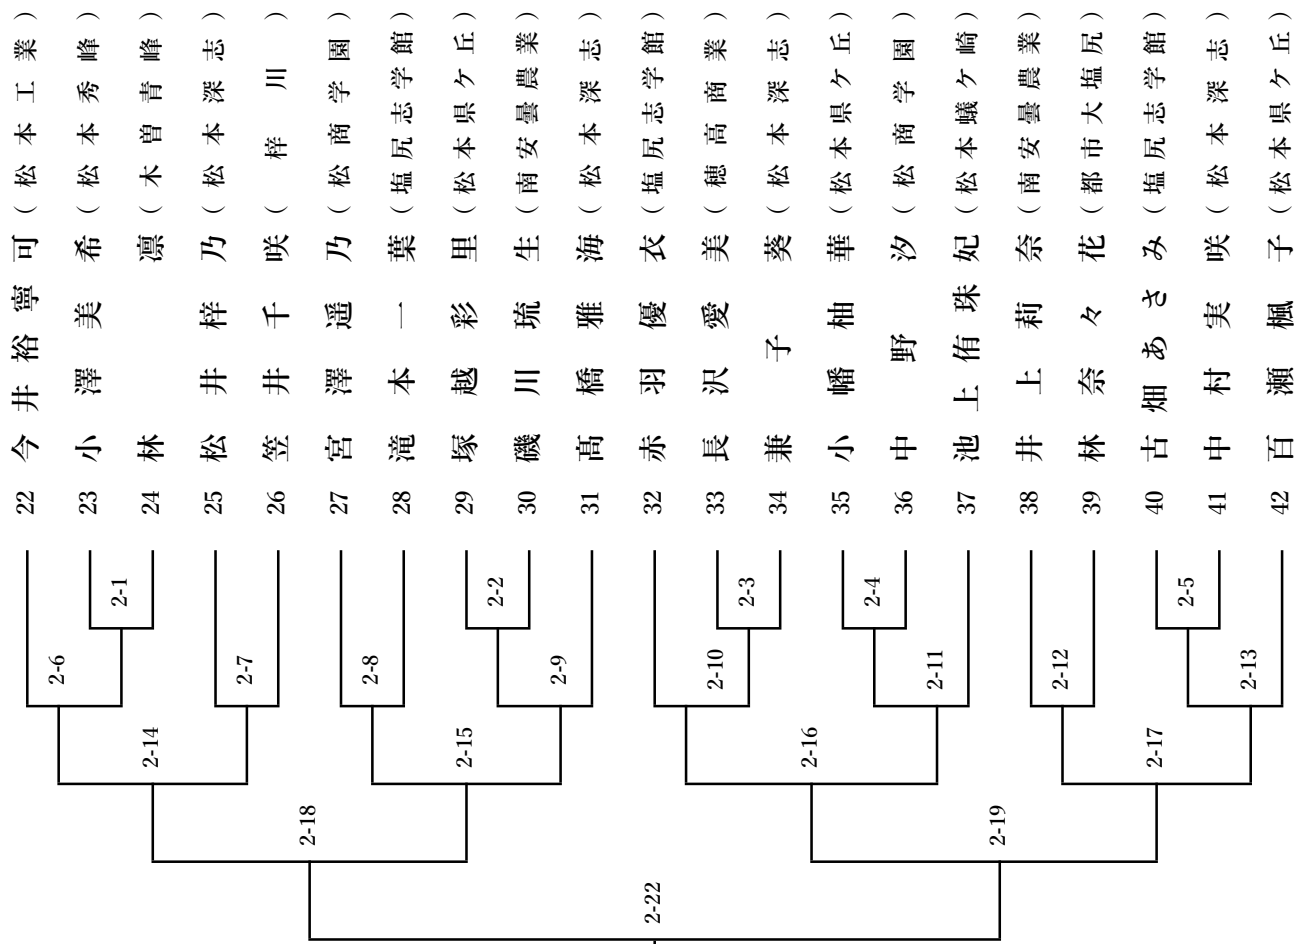 22 今井裕寧可 (松本工業)
23 小澤美希 (松本秀峰)
24 林凛 (木曽青峰)
25 松井梓乃 (松本深志)
26 笠井千咲 (梓川)
27 宮澤遥乃 (松商学園)
28 滝本一葉 (塩尻志学館)
29 塚越彩里 (松本県ケ丘)
30 磯川琉生 (南安曇農業)
31 髙橋雅海 (松本深志)
32 赤羽優衣 (塩尻志学館)
33 長沢愛美 (穂高商業)
34 兼子葵 (松本深志)
35 小幡柚華 (松本県ケ丘)
36 中野汐 (松商学園)
37 池上侑珠妃 (松本蟻ケ崎)
38 井上莉奈 (南安曇農業)
39 林奈々花 (都市大塩尻)
40 古畑あさみ (塩尻志学館)
41 中村実咲 (松本深志)
42 百瀬楓子 (松本県ケ丘)
2-1
2-2
2-3
2-4
2-5
2-6
2-7
2-8
2-9
2-10
2-11
2-12
2-13
2-14
2-15
2-16
2-17
2-18
2-19
2-22